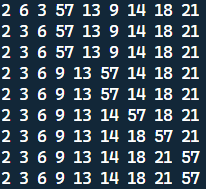 2 6 3 57 13 9 14 18 21
2 3 6 57 13 9 14 18 21
2 3 6 57 13 9 14 18 21
2 3 6 9 13 57 14 18 21
2 3 6 9 13 57 14 18 21
2 3 6 9 13 14 57 18 21
2 3 6 9 13 14 18 57 21
2 3 6 9 13 14 18 21 57
2 3 6 9 13 14 18 21 57